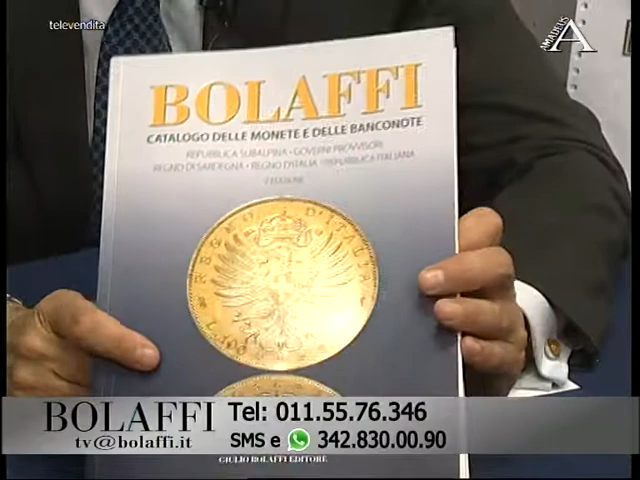 televendita
AMADEUS A
BOLAFFI
CATALOGO DELLE MONETE E DELLE BANCONOTE
REPUBBLICA SUBALPINA · GOVERNI PROVVISORI
REGNO DI SARDEGNA · REGNO D'ITALIA · REPUBBLICA ITALIANA
REGNO D'ITALIA
BOLAFFI
tv@bolaffi.it
Tel: 011.55.76.346
SMS e 342.830.00.90
GIULIO BOLAFFI EDITORE